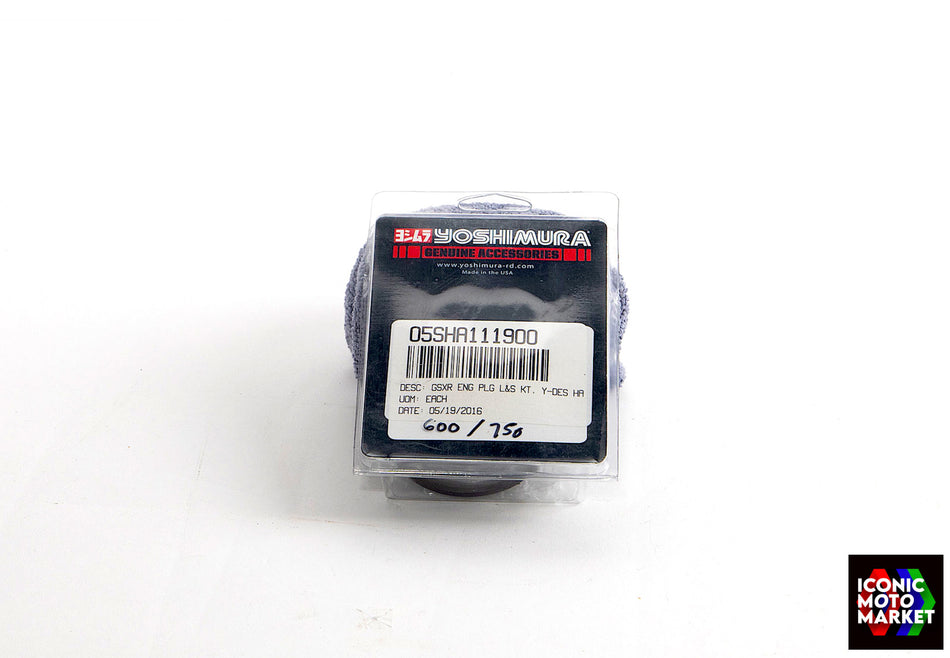 ヨシムラ YOSHIMURA
GENUINE ACCESSORIES
www.yoshimura-rd.com
Made in the USA
05SHA111900
DESC: GSXR ENG PLG L&S KT. Y-DES HA
UOM: EACH
DATE: 05/19/2016
600 / 750
ICONIC
MOTO
MARKET